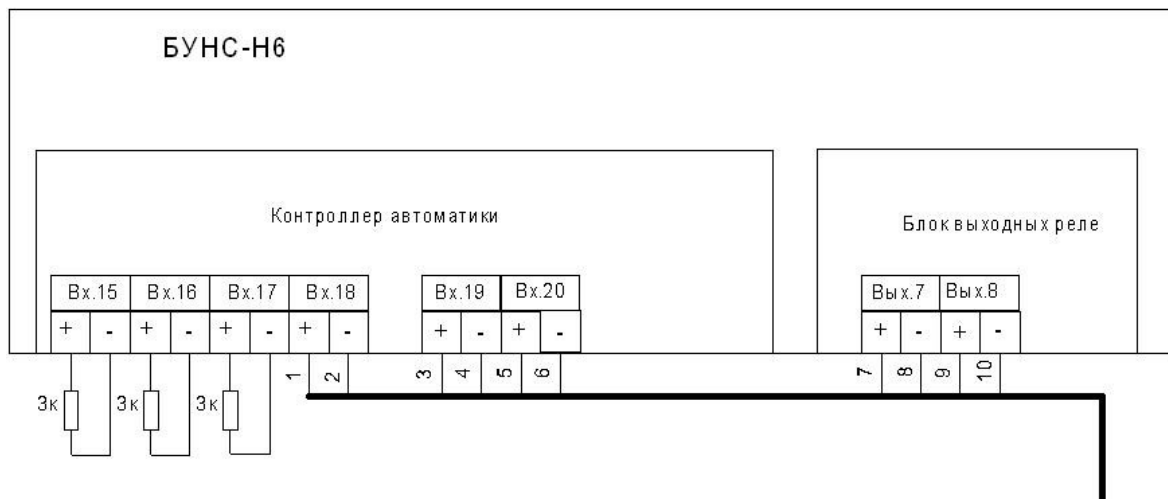 БУНС-Н6
Контроллер автоматики
Блок выходных реле
Вх.15 Вх.16 Вх.17 Вх.18 Вх.19 Вх.20 Вых.7 Вых.8
+ - + - + - + - + - + - + - + -
1 2 3 4 5 6 7 8 9 10
3к 3к 3к